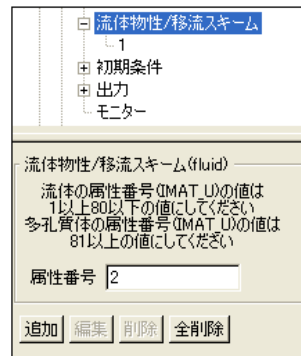 流体物性/移流スキーム
1
初期条件
出力
モニター
流体物性/移流スキーム(fluid)
流体の属性番号(IMAT_U)の値は
1以上80以下の値にしてください
多孔質体の属性番号(IMAT_U)の値は
81以上の値にしてください
属性番号 2
追加 編集 削除 全削除